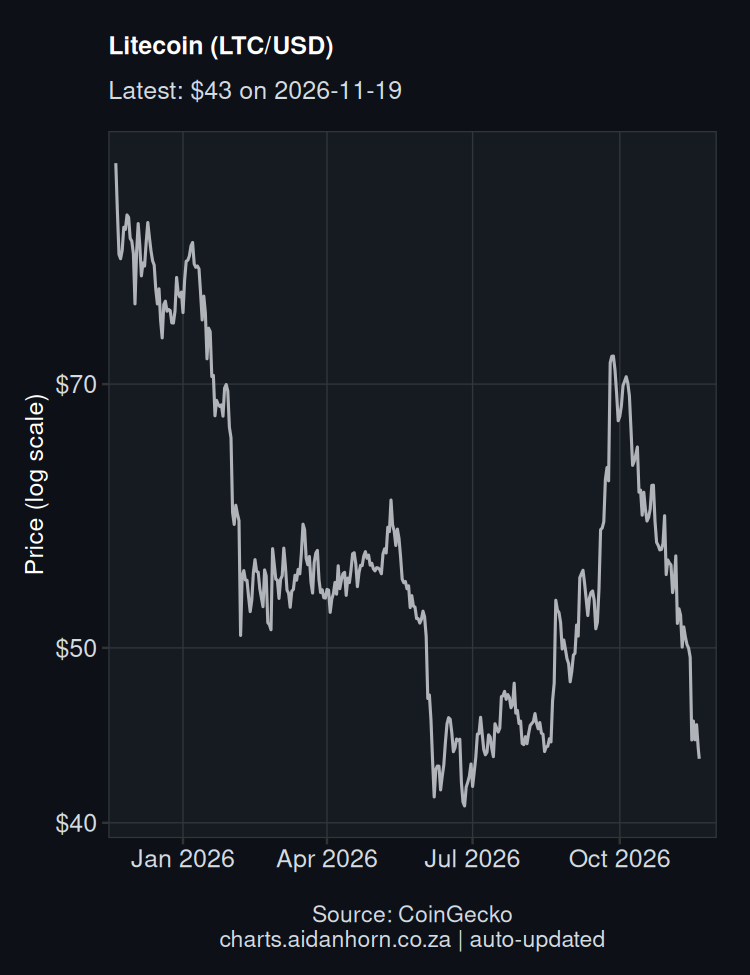 Litecoin (LTC/USD)
Latest: $43 on 2026-11-19
Price (log scale)
$70
$50
$40
Jan 2026 Apr 2026 Jul 2026 Oct 2026
Source: CoinGecko
charts.aidanhorn.co.za | auto-updated